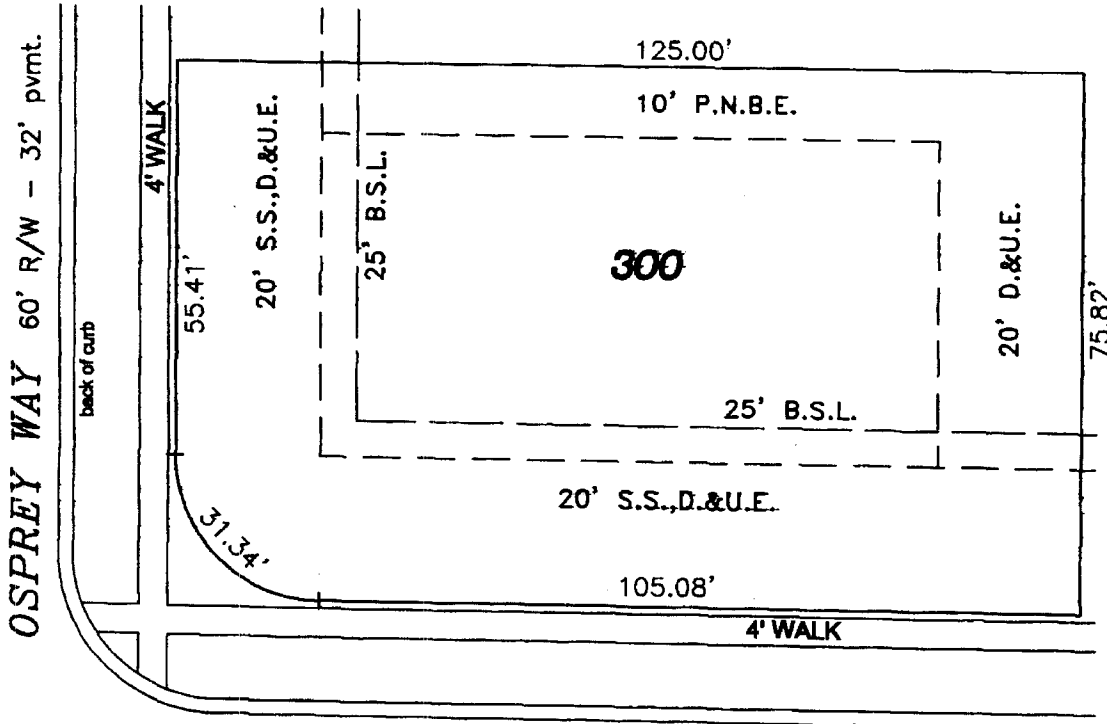 OSPREY WAY 60' R/W - 32' pvmt.
back of curb
4' WALK
55.41'
20' S.S.,D.&U.E.
25' B.S.L.
125.00'
10' P.N.B.E.
300
20' D.&U.E.
75.82'
25' B.S.L.
20' S.S.,D.&U.E.
31.34'
105.08'
4' WALK